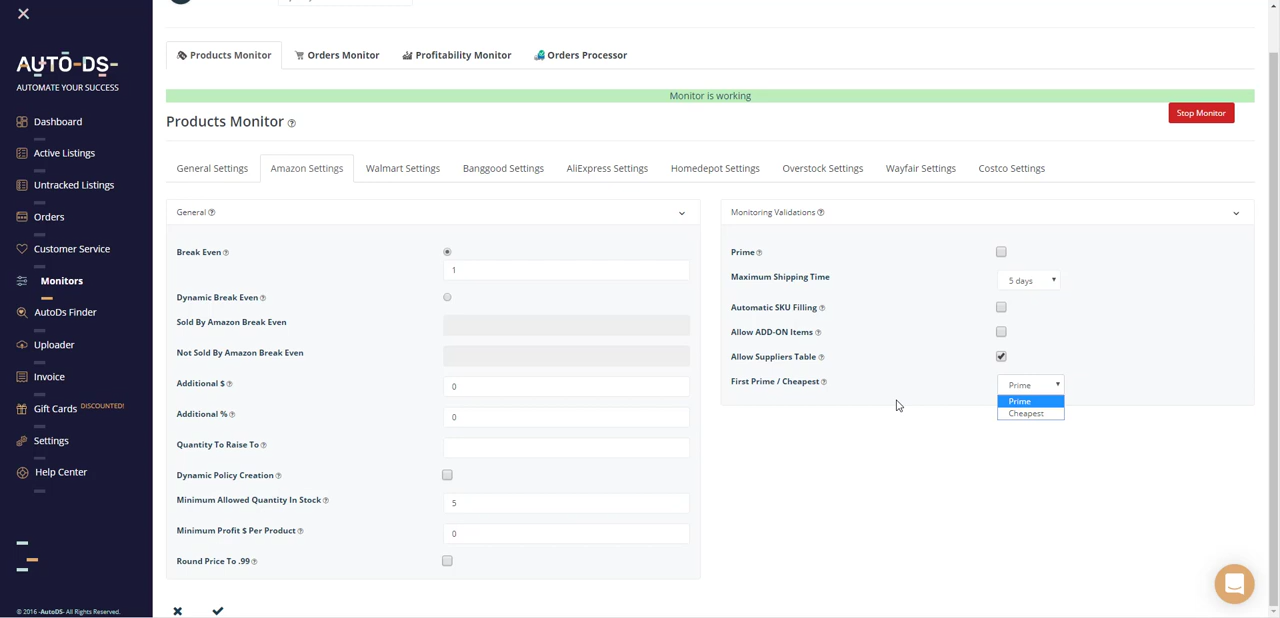 AUTO-DS-
AUTOMATE YOUR SUCCESS
Dashboard
Active Listings
Untracked Listings
Orders
Customer Service
Monitors
AutoDs Finder
Uploader
Invoice
Gift Cards DISCOUNTED!
Settings
Help Center
© 2016 -AutoDS- All Rights Reserved.
Products Monitor Orders Monitor Profitability Monitor Orders Processor
Monitor is working
Stop Monitor
Products Monitor ?
General Settings Amazon Settings Walmart Settings Banggood Settings AliExpress Settings Homedepot Settings Overstock Settings Wayfair Settings Costco Settings
General ?
Break Even ?
1
Dynamic Break Even ?
Sold By Amazon Break Even
Not Sold By Amazon Break Even
Additional $ ? 0
Additional % ? 0
Quantity To Raise To ?
Dynamic Policy Creation ?
Minimum Allowed Quantity In Stock ? 5
Minimum Profit $ Per Product ? 0
Round Price To .99 ?
Monitoring Validations ?
Prime ?
Maximum Shipping Time 5 days
Automatic SKU Filling ?
Allow ADD-ON Items ?
Allow Suppliers Table ?
First Prime / Cheapest ? Prime
Prime
Cheapest